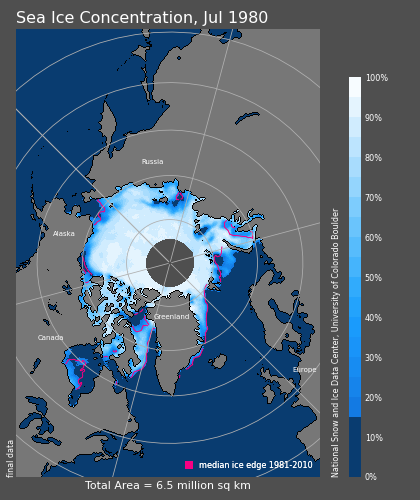 Sea Ice Concentration, Jul 1980
Russia
Alaska
Greenland
Canada
Europe
median ice edge 1981-2010
final data
Total Area = 6.5 million sq km
100%
90%
80%
70%
60%
50%
40%
30%
20%
10%
0%
National Snow and Ice Data Center, University of Colorado Boulder